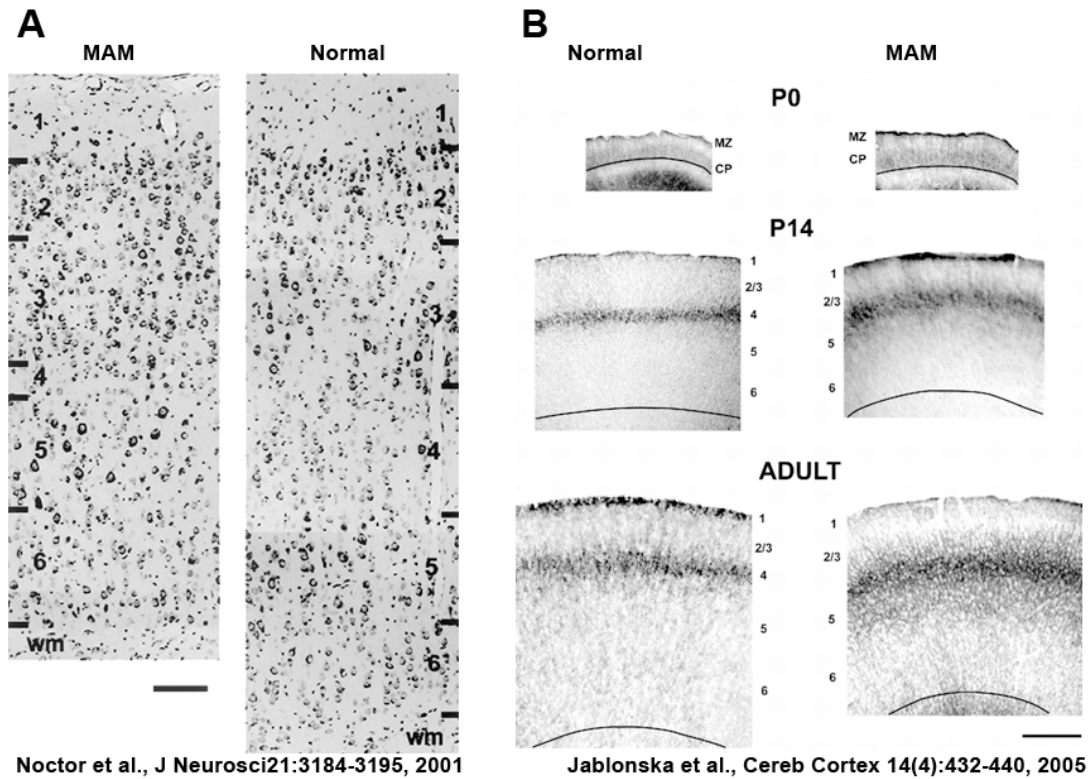 A
MAM
Normal
1
2
3
4
5
6
wm
1
2
3
4
5
6
wm
Noctor et al., J Neurosci21:3184-3195, 2001
B
Normal
MAM
P0
MZ
CP
MZ
CP
P14
1
2/3
4
5
6
1
2/3
5
6
ADULT
1
2/3
4
5
6
1
2/3
5
6
Jablonska et al., Cereb Cortex 14(4):432-440, 2005